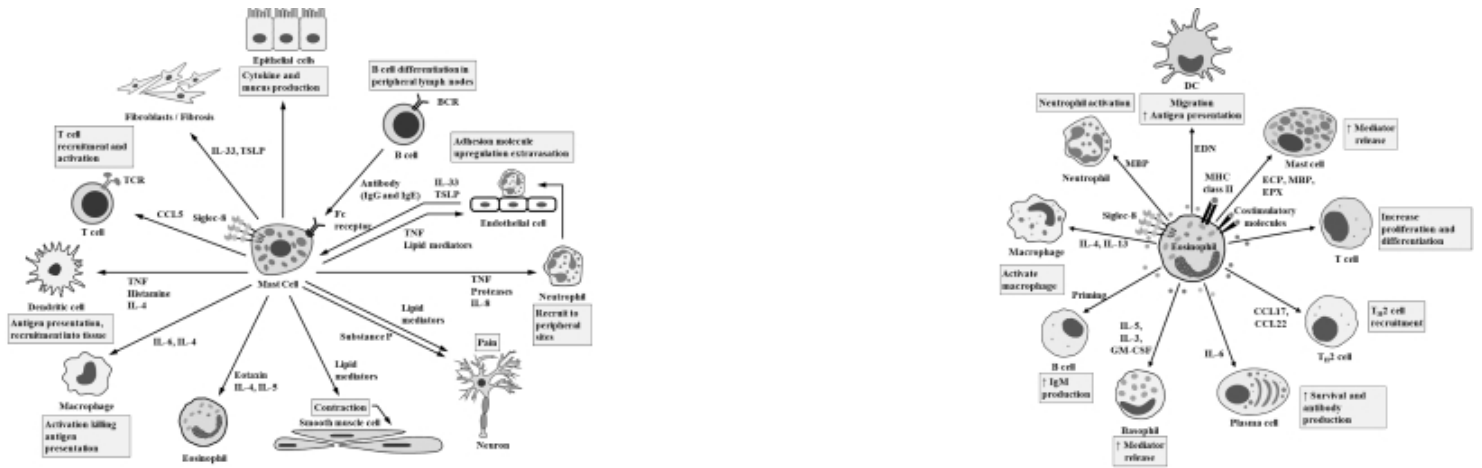 Epithelial cells
Cytokine and
mucus production
B cell differentiation in
peripheral lymph nodes
BCR
B cell
Fibroblasts / Fibrosis
T cell
recruitment and
activation
TCR
T cell
IL-33, TSLP
Adhesion molecule
upregulation extravasation
Antibody
(IgG and IgE)
IL-33
TSLP
Endothelial cell
CCL5
Siglec-8
Fc
receptor
TNF
Lipid mediators
Mast Cell
Dendritic cell
TNF
Histamine
IL-4
Antigen presentation,
recruitment into tissue
TNF
Proteases
IL-8
Neutrophil
Recruit to
peripheral
sites
IL-6, IL-4
Lipid
mediators
Substance P
Pain
Macrophage
Activation killing
antigen
presentation
Eotaxin
IL-4, IL-5
Eosinophil
Lipid
mediators
Contraction
Smooth muscle cell
Neuron
DC
Migration
↑ Antigen presentation
Neutrophil activation
Neutrophil
MBP
EDN
Mast cell
↑ Mediator
release
MHC
class II
ECP, MBP,
EPX
Costimulatory
molecules
Siglec-8
Macrophage
IL-4, IL-13
Activate
macrophage
Eosinophil
T cell
Increase
proliferation and
differentiation
Priming
B cell
↑ IgM
production
IL-5,
IL-3,
GM-CSF
Basophil
↑ Mediator
release
IL-6
Plasma cell
↑ Survival and
antibody
production
CCL17,
CCL22
TH2 cell
TH2 cell
recruitment